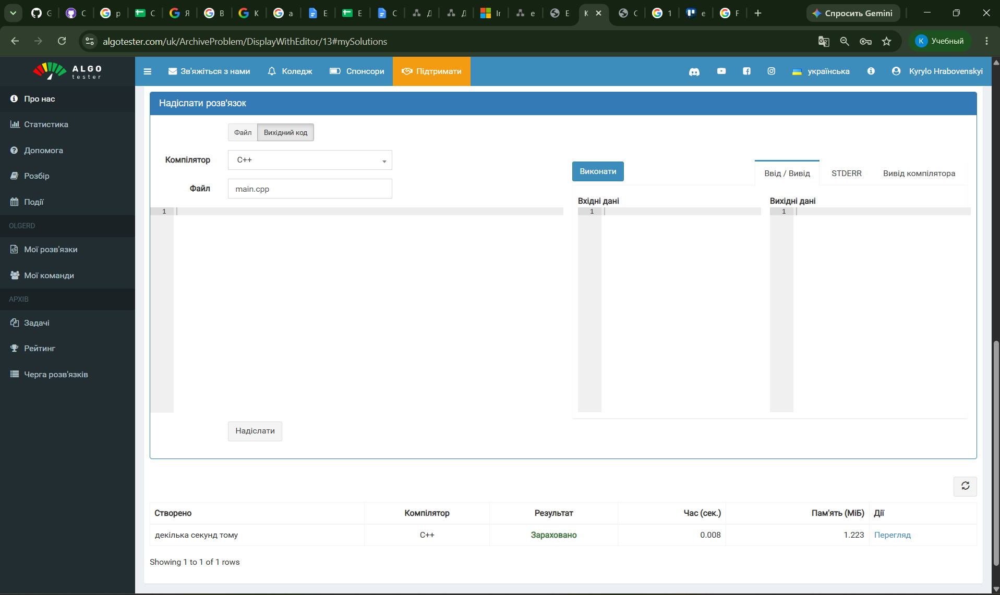 G
C
p
C
Я
В
K
a
E
E
C
Д
Д
Ir
e
E
K
C
1
e
F
Спросить Gemini
algotester.com/uk/ArchiveProblem/DisplayWithEditor/13#mySolutions
K
Учебный
ALGO
tester
Зв'яжіться з нами
Коледж
Спонсори
Підтримати
українська
Kyrylo Hrabovenskyi
Про нас
Статистика
Допомога
Розбір
Події
OLGERD
Мої розв'язки
Мої команди
АРХІВ
Задачі
Рейтинг
Черга розв'язків
Надіслати розв'язок
Файл
Вихідний код
Компілятор
C++
Файл
main.cpp
1
Надіслати
Виконати
Ввід / Вивід
STDERR
Вивід компілятора
Вхідні дані
1
Вихідні дані
1
Створено Компілятор Результат Час (сек.) Пам'ять (МіБ) Дії
декілька секунд тому C++ Зараховано 0.008 1.223 Перегляд
Showing 1 to 1 of 1 rows